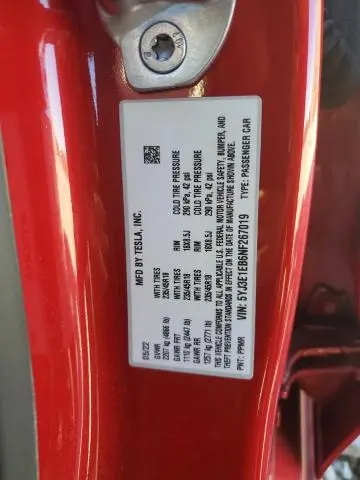 40.2
MFD BY TESLA, INC.
05/22
GVWR TIRES RIM COLD TIRE PRESSURE
2207 kg (4866 lb) 235/45R18 18X8.5J 290 kPa, 42 psi
GAWR FRT TIRES RIM COLD TIRE PRESSURE
1110 kg (2447 lb) 235/45R18 18X8.5J 290 kPa, 42 psi
GAWR RR
1257 kg (2771 lb)
THIS VEHICLE CONFORMS TO ALL APPLICABLE U.S. FEDERAL MOTOR VEHICLE SAFETY, BUMPER, AND
THEFT PREVENTION STANDARDS IN EFFECT ON THE DATE OF MANUFACTURE SHOWN ABOVE.
VIN: 5YJ3E1EB6NF267019 TYPE: PASSENGER CAR
PNT: PPMR